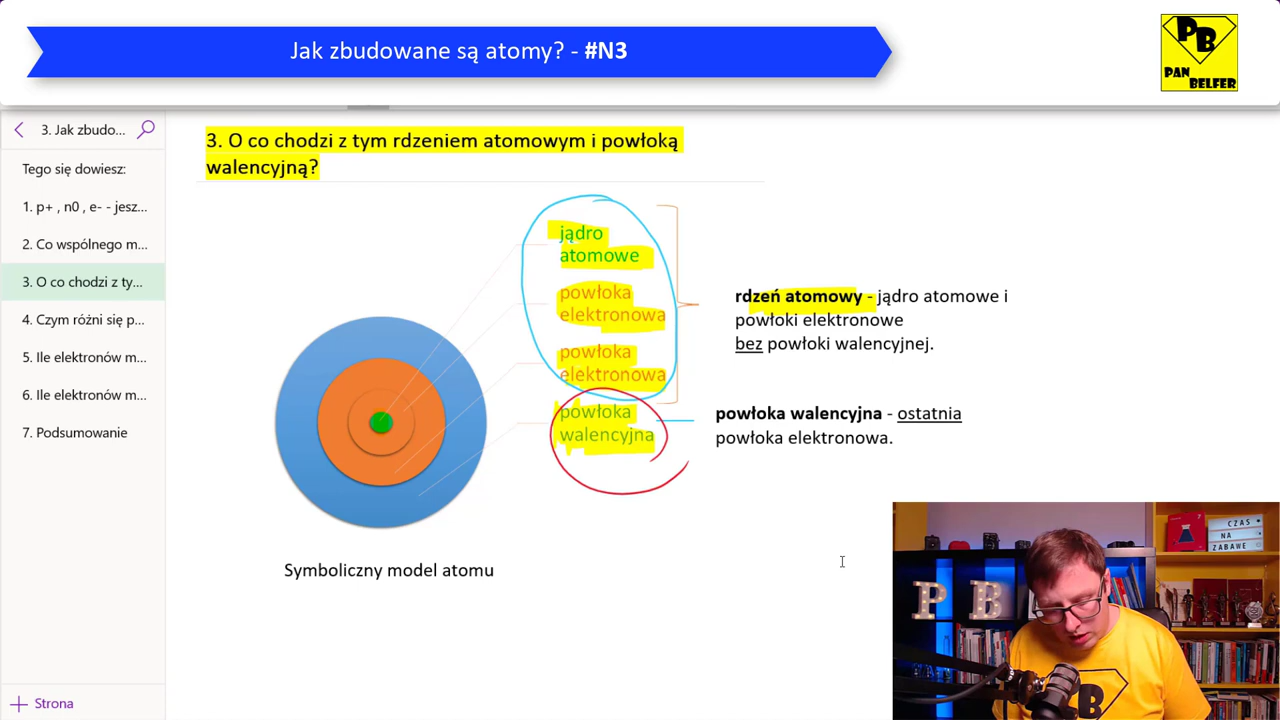 Jak zbudowane są atomy? - #N3
PB
PAN
BELFER
3. Jak zbudo...
Tego się dowiesz:
1. p+ , n0 , e- - jesz...
2. Co wspólnego m...
3. O co chodzi z ty...
4. Czym różni się p...
5. Ile elektronów m...
6. Ile elektronów m...
7. Podsumowanie
Strona
3. O co chodzi z tym rdzeniem atomowym i powłoką
walencyjną?
jądro
atomowe
powłoka
elektronowa
powłoka
elektronowa
powłoka
walencyjna
rdzeń atomowy - jądro atomowe i
powłoki elektronowe
bez powłoki walencyjnej.
powłoka walencyjna - ostatnia
powłoka elektronowa.
Symboliczny model atomu
CZAS
NA
ZABAWE
P B
B